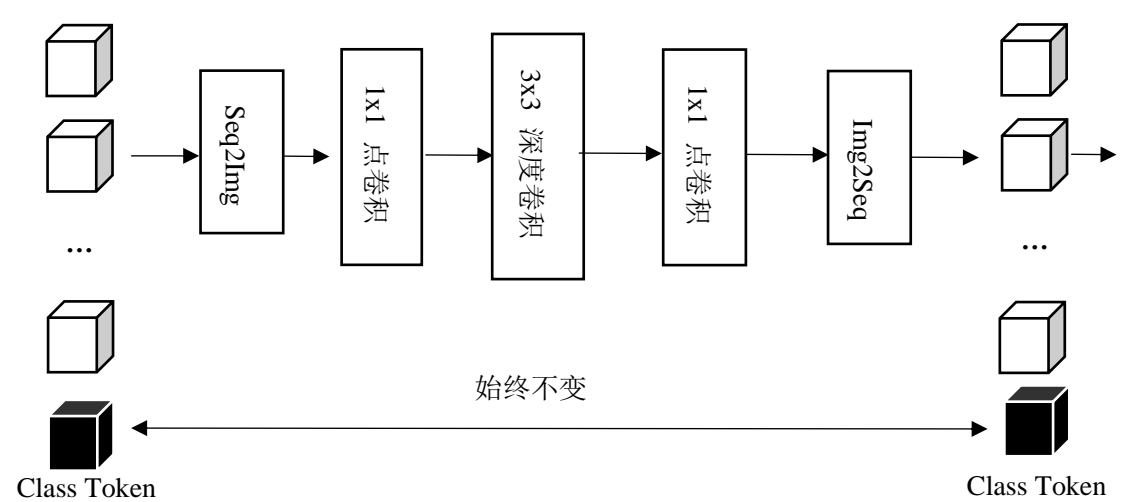 Seq2Img
1x1 点卷积
3x3 深度卷积
1x1 点卷积
Img2Seq
...
...
始终不变
Class Token
Class Token